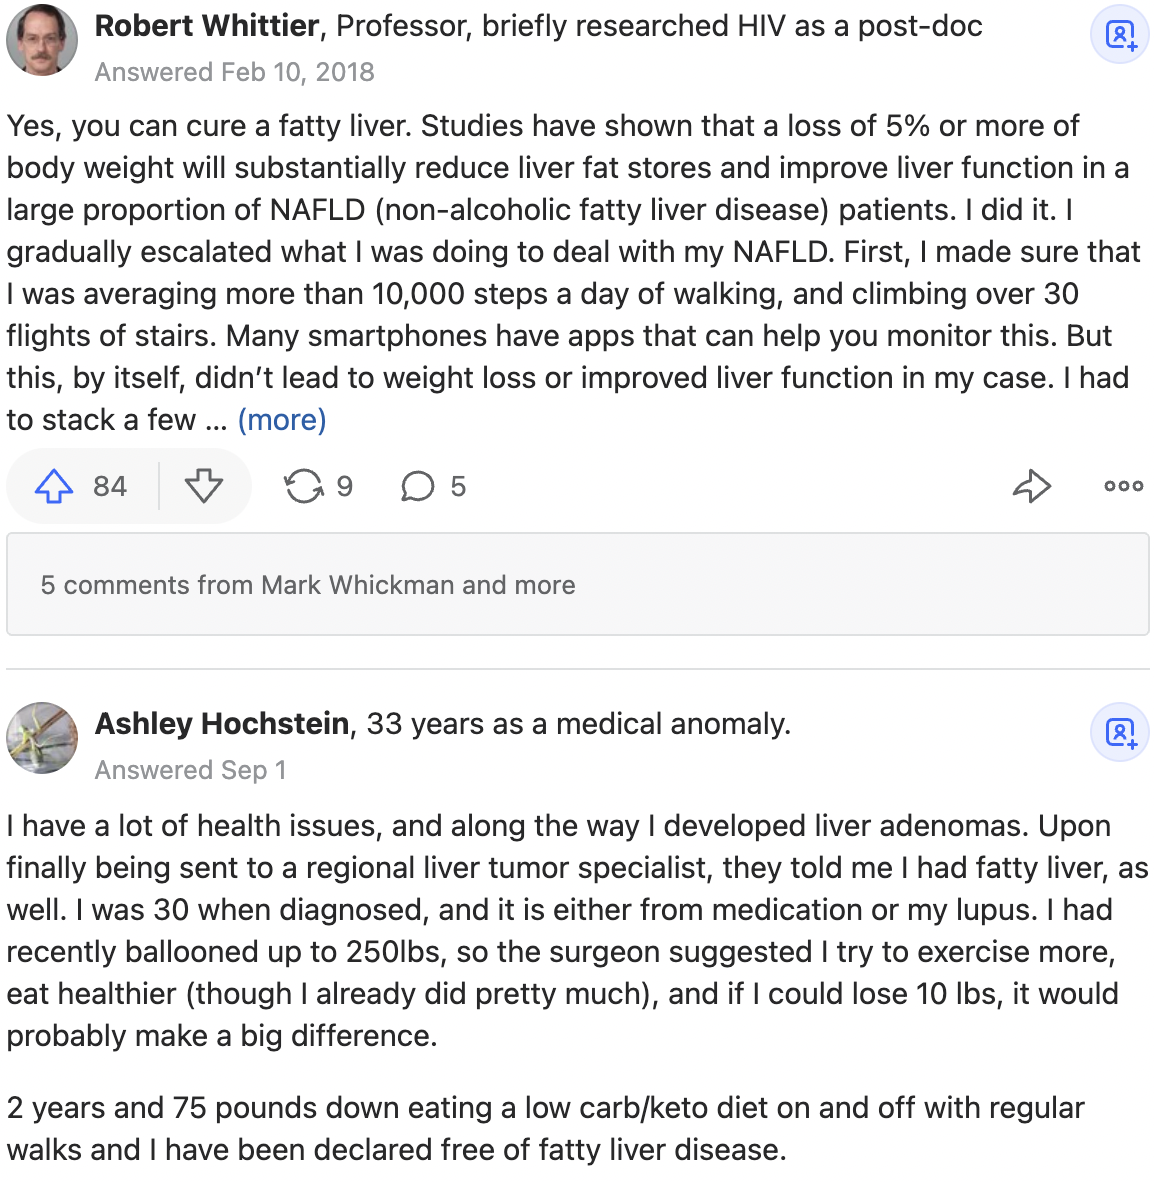 Robert Whittier, Professor, briefly researched HIV as a post-doc
Answered Feb 10, 2018
Yes, you can cure a fatty liver. Studies have shown that a loss of 5% or more of
body weight will substantially reduce liver fat stores and improve liver function in a
large proportion of NAFLD (non-alcoholic fatty liver disease) patients. I did it. I
gradually escalated what I was doing to deal with my NAFLD. First, I made sure that
I was averaging more than 10,000 steps a day of walking, and climbing over 30
flights of stairs. Many smartphones have apps that can help you monitor this. But
this, by itself, didn’t lead to weight loss or improved liver function in my case. I had
to stack a few ... (more)
84 9 5
5 comments from Mark Whickman and more
Ashley Hochstein, 33 years as a medical anomaly.
Answered Sep 1
I have a lot of health issues, and along the way I developed liver adenomas. Upon
finally being sent to a regional liver tumor specialist, they told me I had fatty liver, as
well. I was 30 when diagnosed, and it is either from medication or my lupus. I had
recently ballooned up to 250lbs, so the surgeon suggested I try to exercise more,
eat healthier (though I already did pretty much), and if I could lose 10 lbs, it would
probably make a big difference.
2 years and 75 pounds down eating a low carb/keto diet on and off with regular
walks and I have been declared free of fatty liver disease.